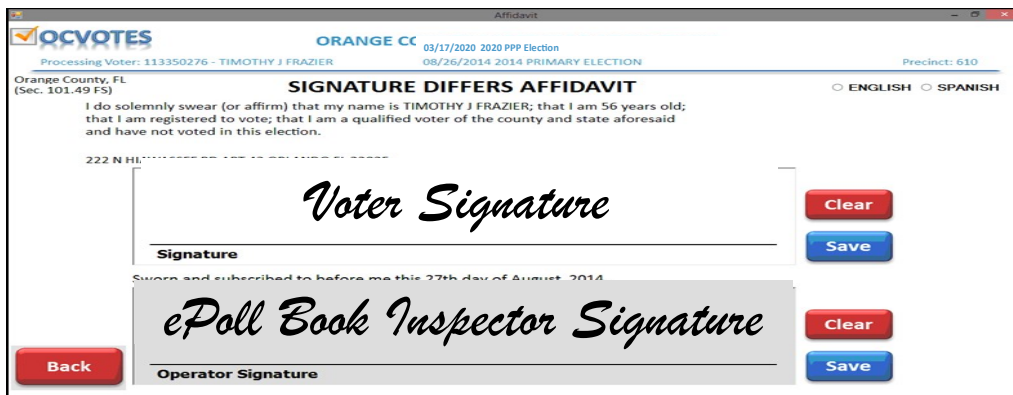 Affidavit
OCVOTES
ORANGE
03/17/2020 2020 PPP Election
Processing Voter: 113350276 - TIMOTHY J FRAZIER
08/26/2014 2014 PRIMARY ELECTION
Precinct: 610
Orange County, FL
(Sec. 101.49 FS)
SIGNATURE DIFFERS AFFIDAVIT
ENGLISH SPANISH
I do solemnly swear (or affirm) that my name is TIMOTHY J FRAZIER; that I am 56 years old;
that I am registered to vote; that I am a qualified voter of the county and state aforesaid
and have not voted in this election.
222 N
Voter Signature
Clear
Save
Signature
Sworn and subscribed to before me this 27th day of August, 2014
ePoll Book Inspector Signature
Clear
Save
Back
Operator Signature